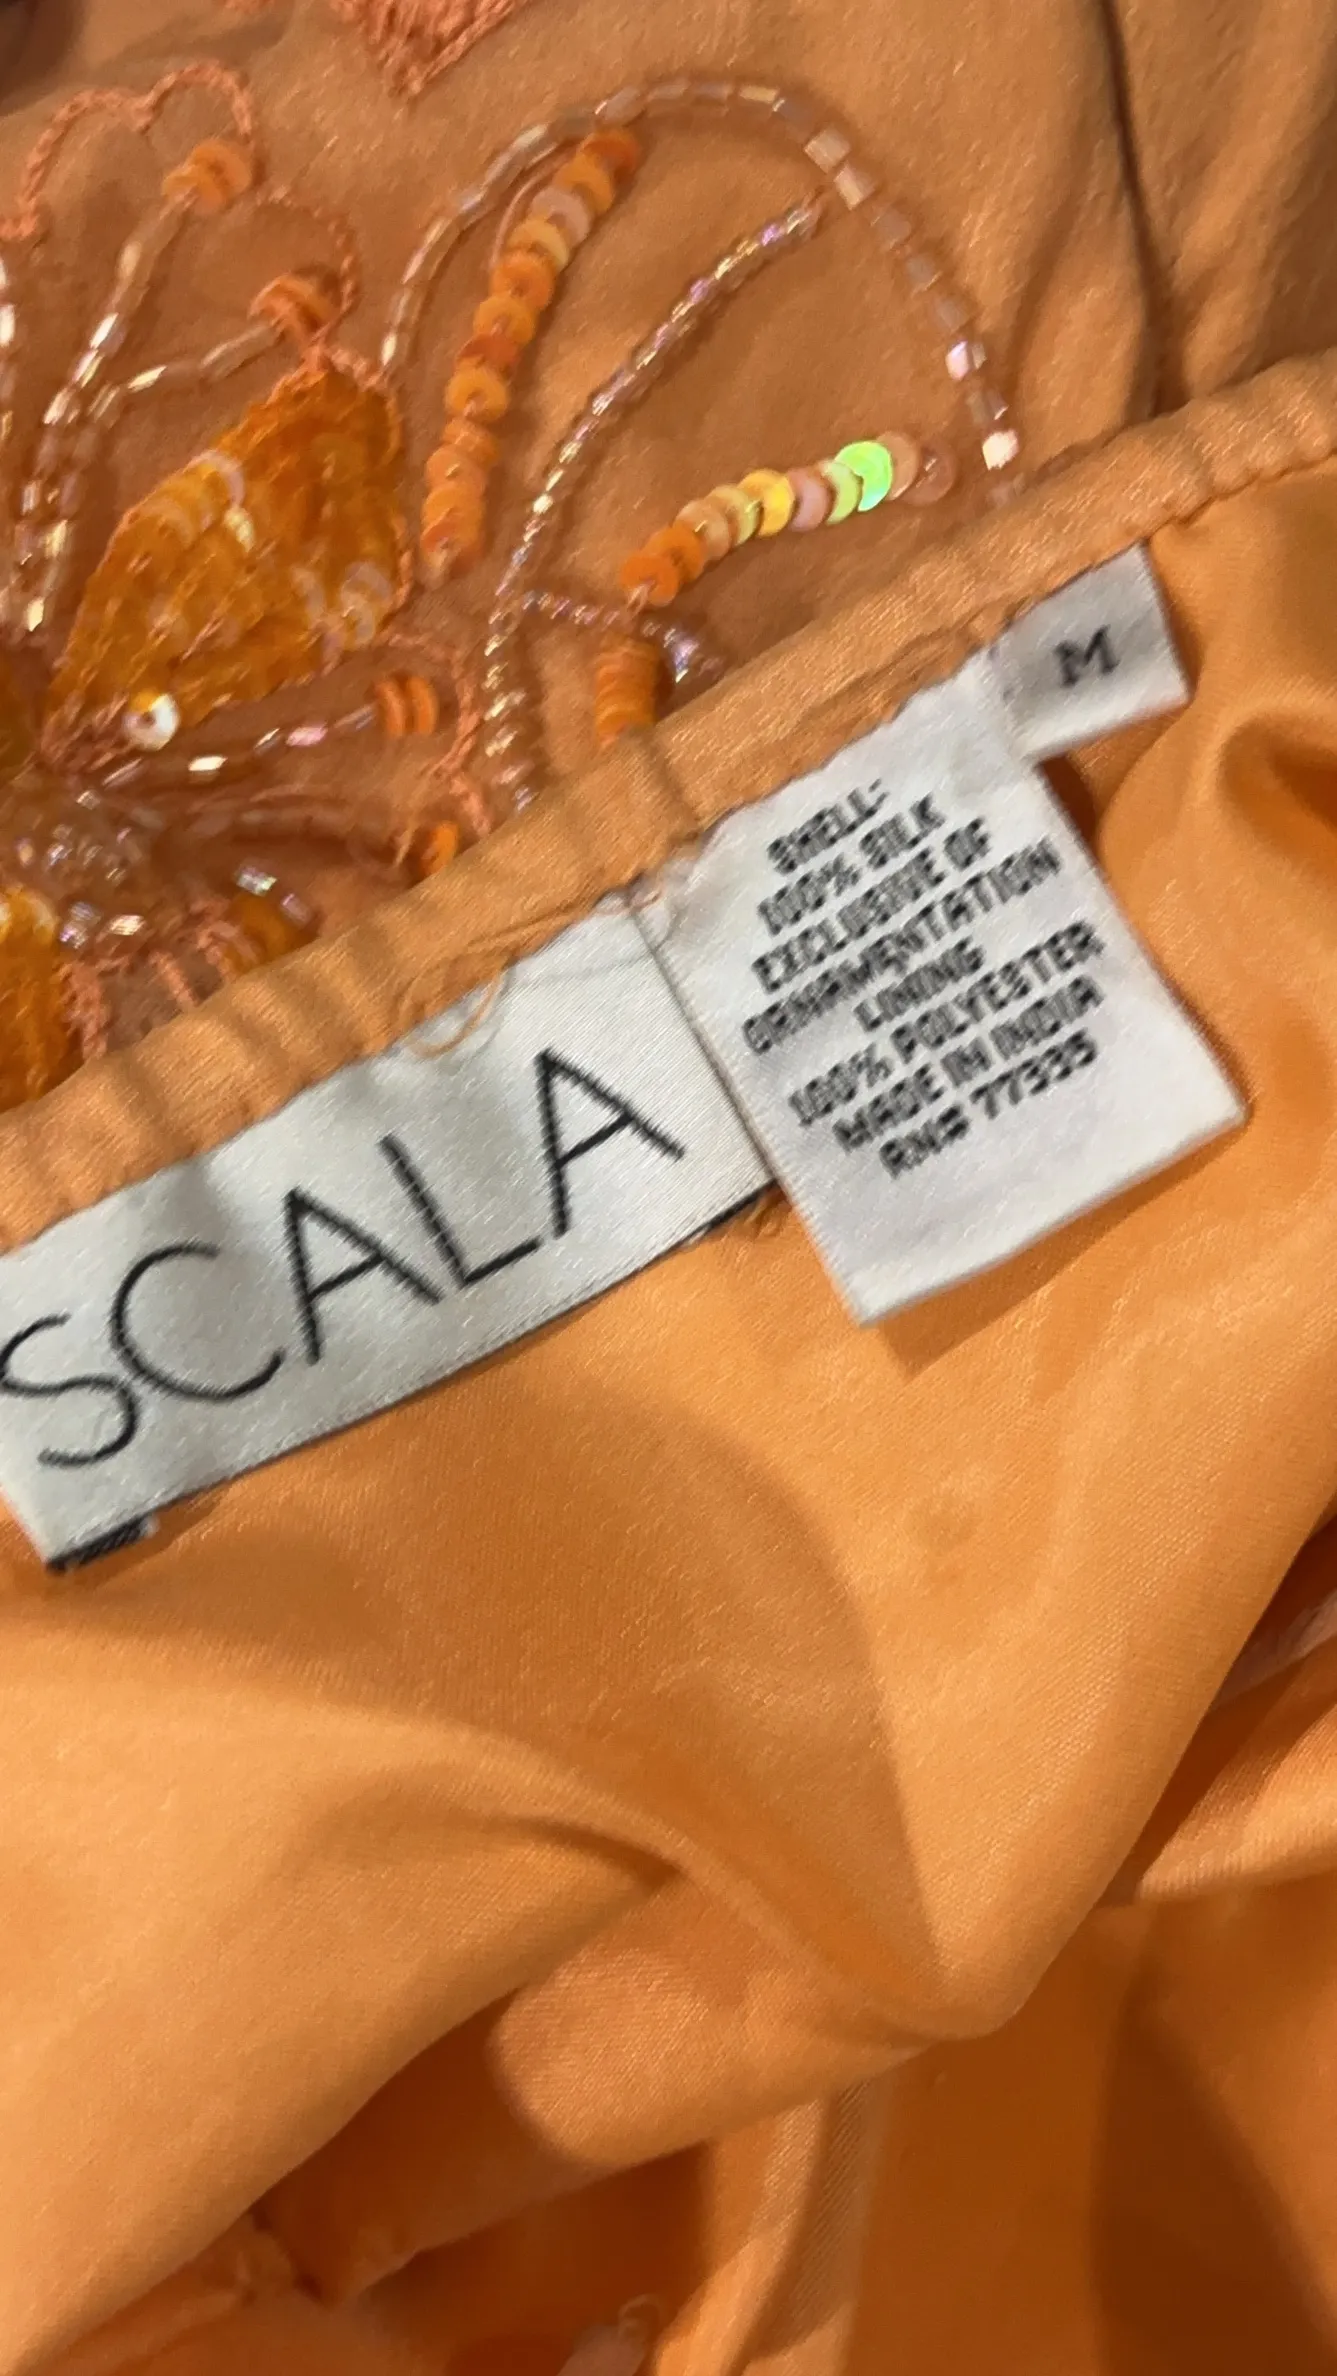 SCALA
M
SHELL:
100% SILK
EXCLUSIVE OF
ORNAMENTATION
LINING
100% POLYESTER
MADE IN INDIA
RN# 77335